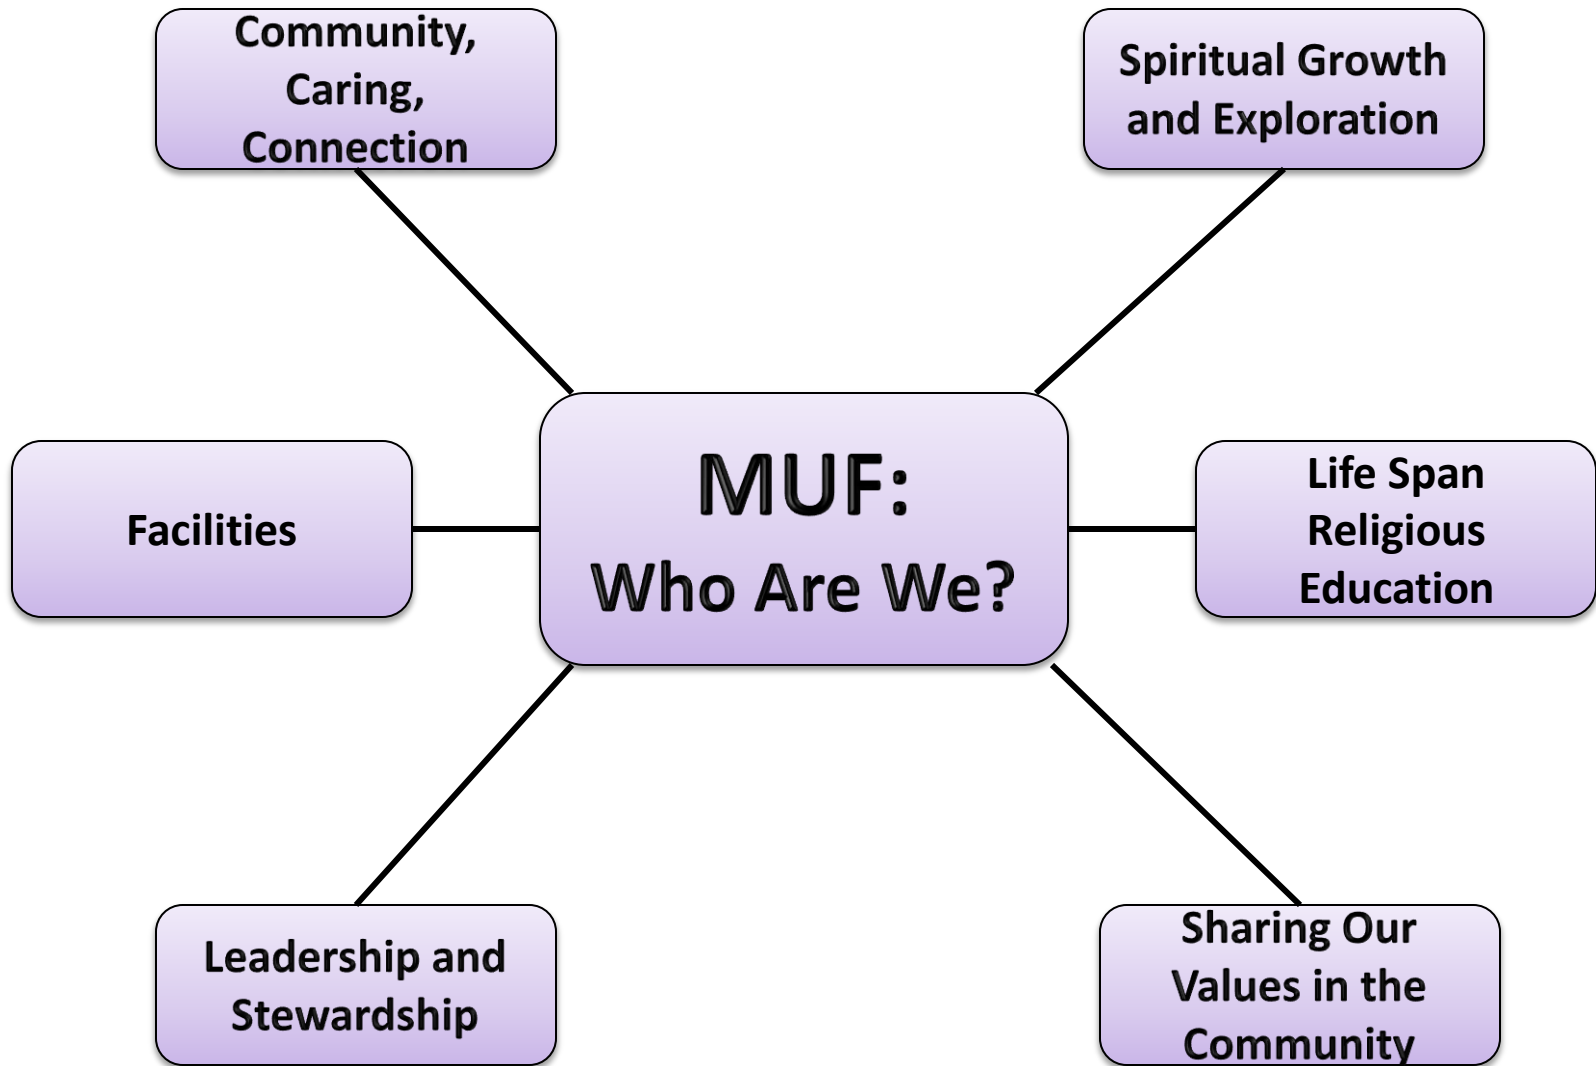 Community,
Caring,
Connection
Spiritual Growth
and Exploration
MUF:
Who Are We?
Facilities
Life Span
Religious
Education
Leadership and
Stewardship
Sharing Our
Values in the
Community